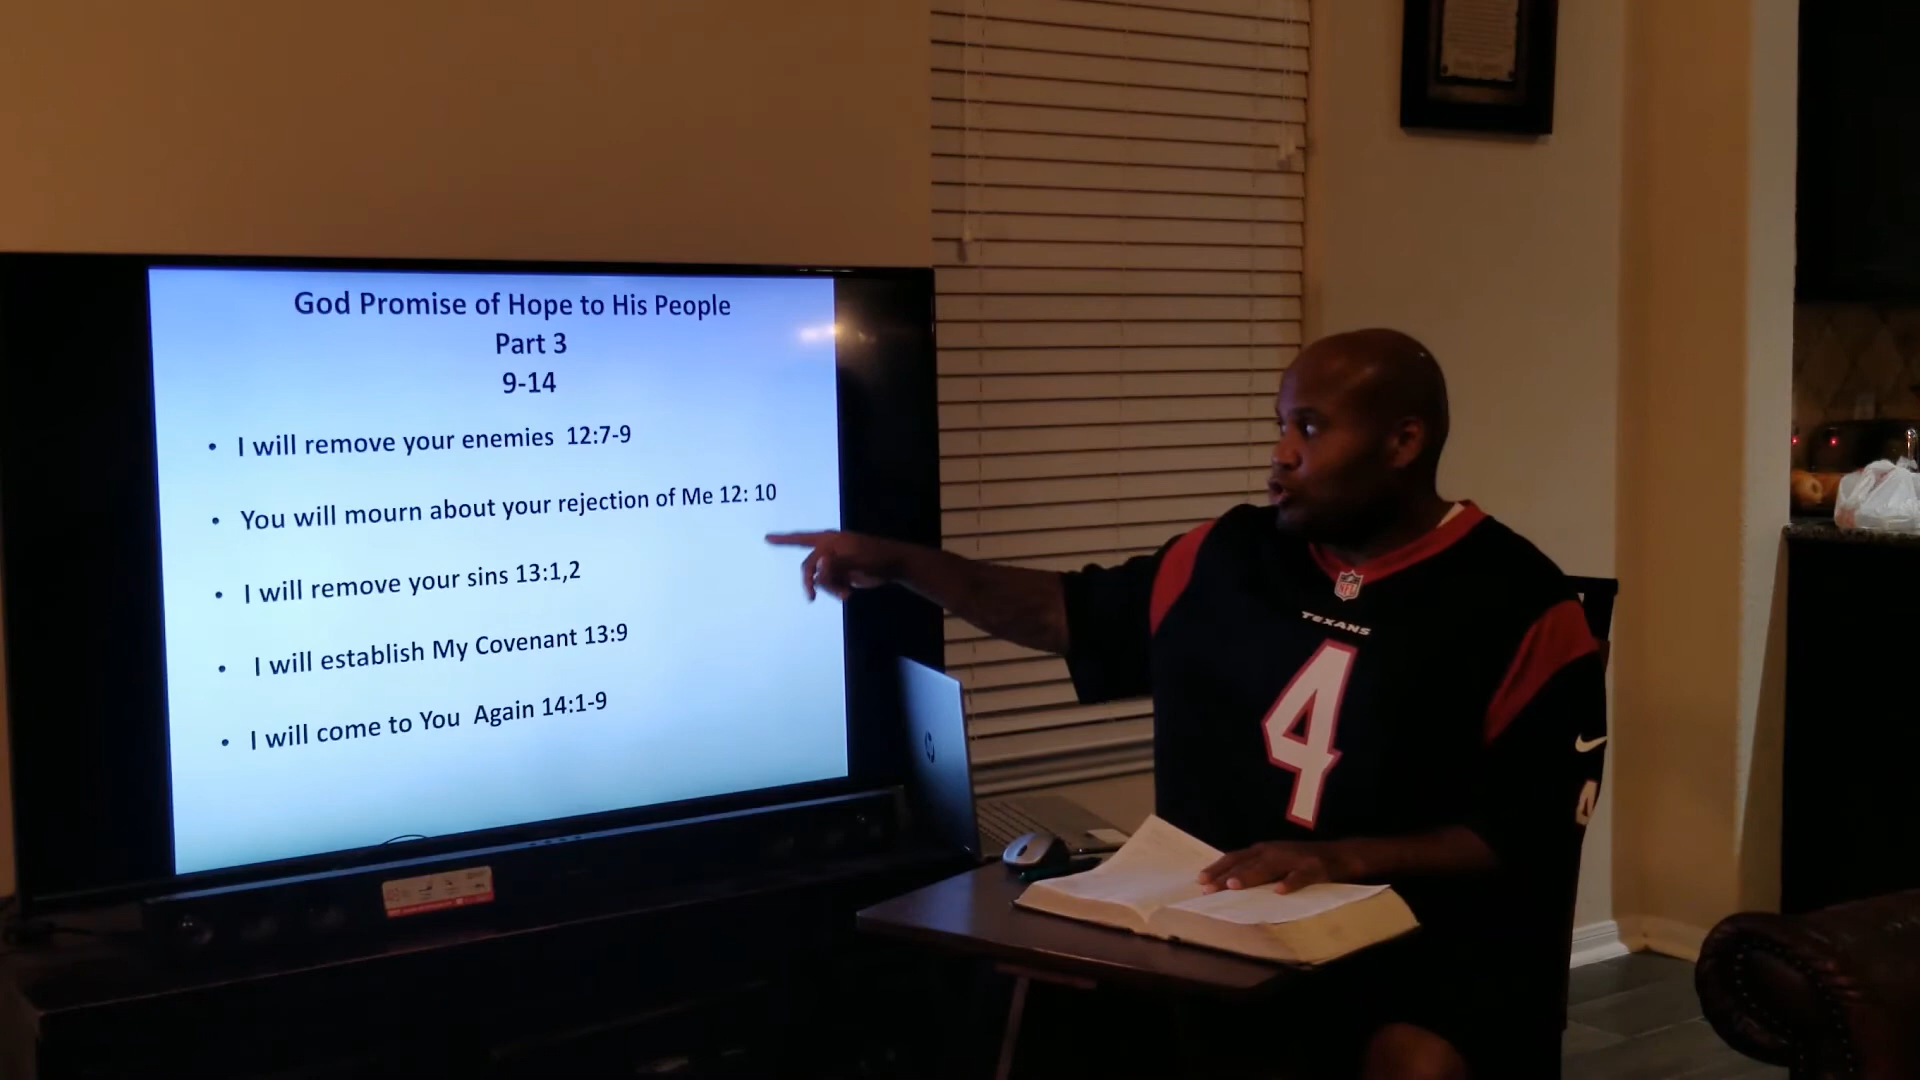 God Promise of Hope to His People
Part 3
9-14
• I will remove your enemies 12:7-9
• You will mourn about your rejection of Me 12: 10
• I will remove your sins 13:1,2
• I will establish My Covenant 13:9
• I will come to You Again 14:1-9
NFL
TEXANS
4
hp